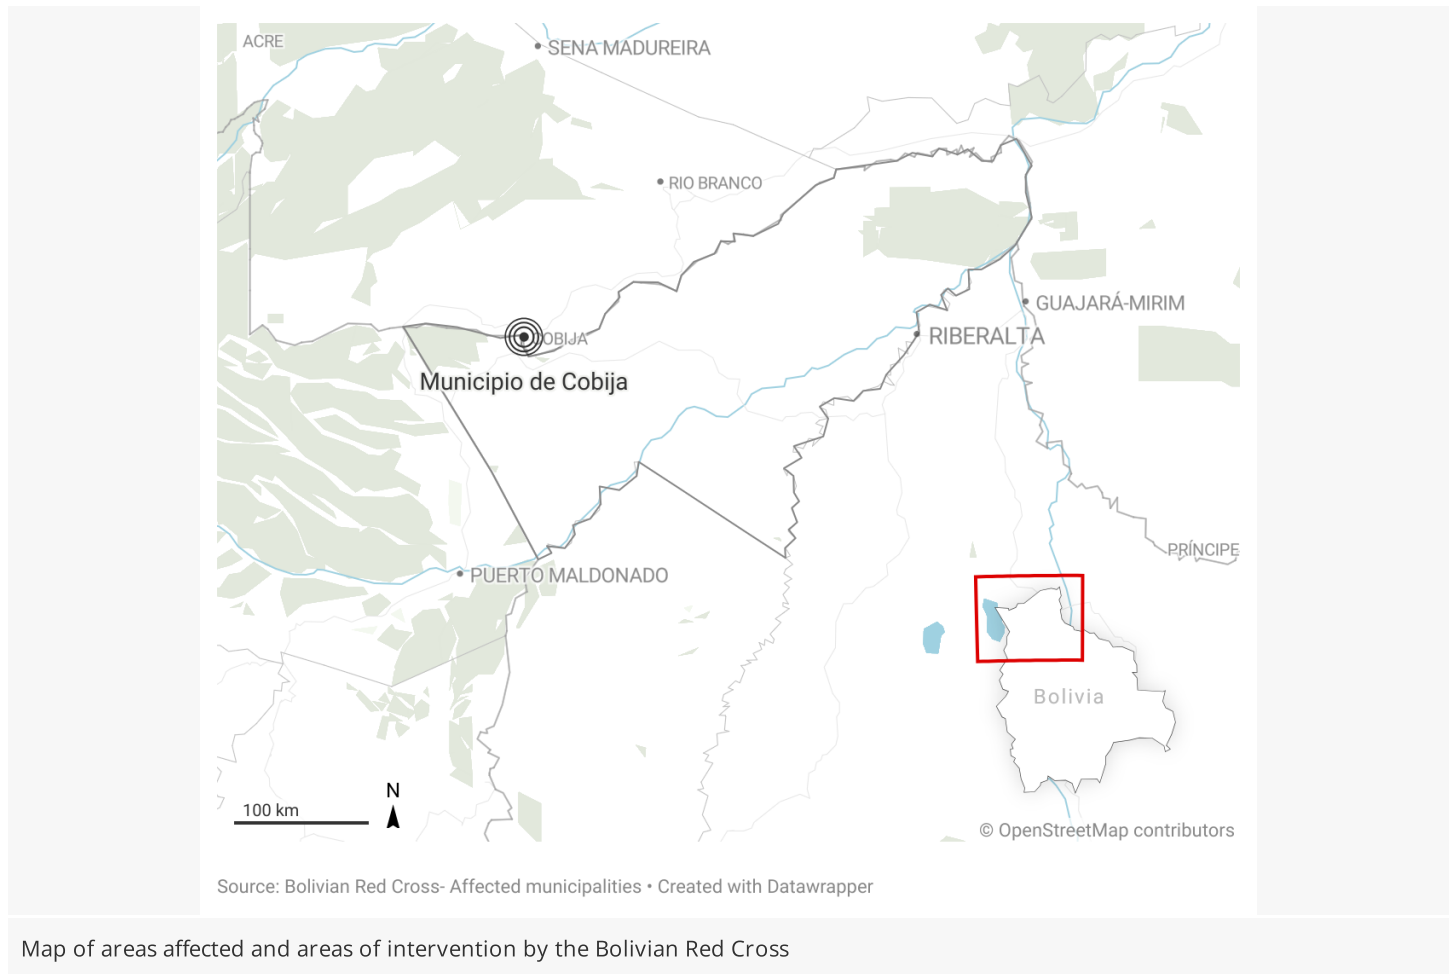 ACRE
SENA MADUREIRA
RIO BRANCO
GUAJARÁ-MIRIM
RIBERALTA
COBIJA
Municipio de Cobija
PRÍNCIPE
PUERTO MALDONADO
Bolivia
N
100 km
© OpenStreetMap contributors
Source: Bolivian Red Cross- Affected municipalities • Created with Datawrapper
Map of areas affected and areas of intervention by the Bolivian Red Cross